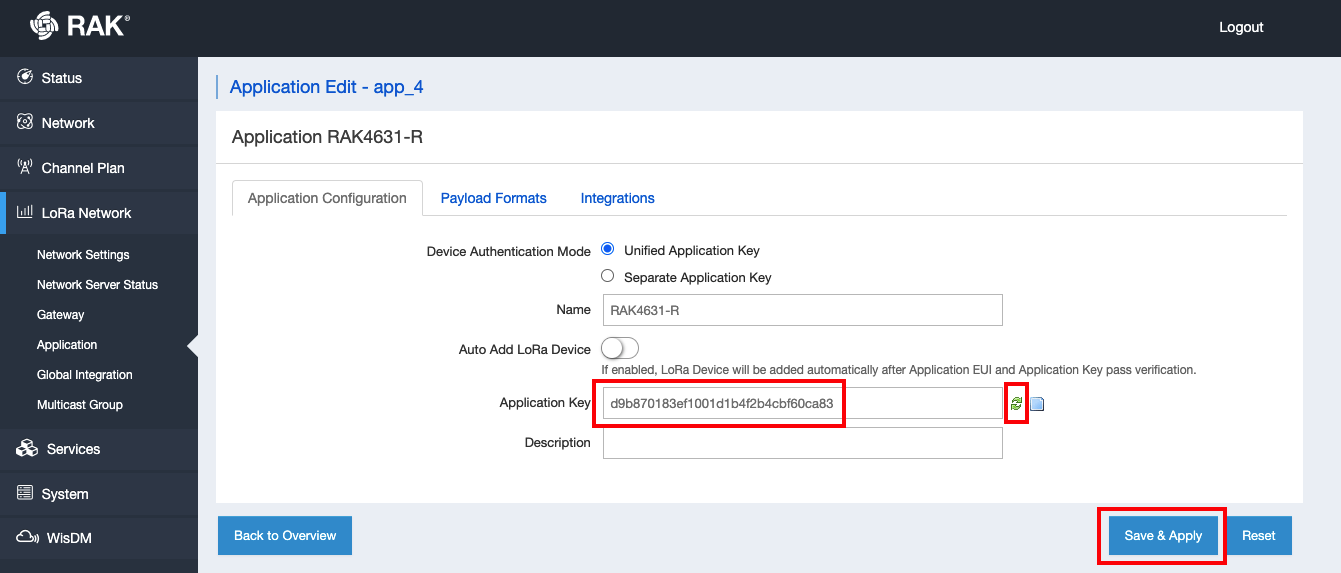 RAK®
Logout
Status
Network
Channel Plan
LoRa Network
Network Settings
Network Server Status
Gateway
Application
Global Integration
Multicast Group
Services
System
WisDM
Application Edit - app_4
Application RAK4631-R
Application Configuration
Payload Formats
Integrations
Device Authentication Mode
Unified Application Key
Separate Application Key
Name
RAK4631-R
Auto Add LoRa Device
If enabled, LoRa Device will be added automatically after Application EUI and Application Key pass verification.
Application Key
d9b870183ef1001d1b4f2b4cbf60ca83
Description
Back to Overview
Save & Apply
Reset